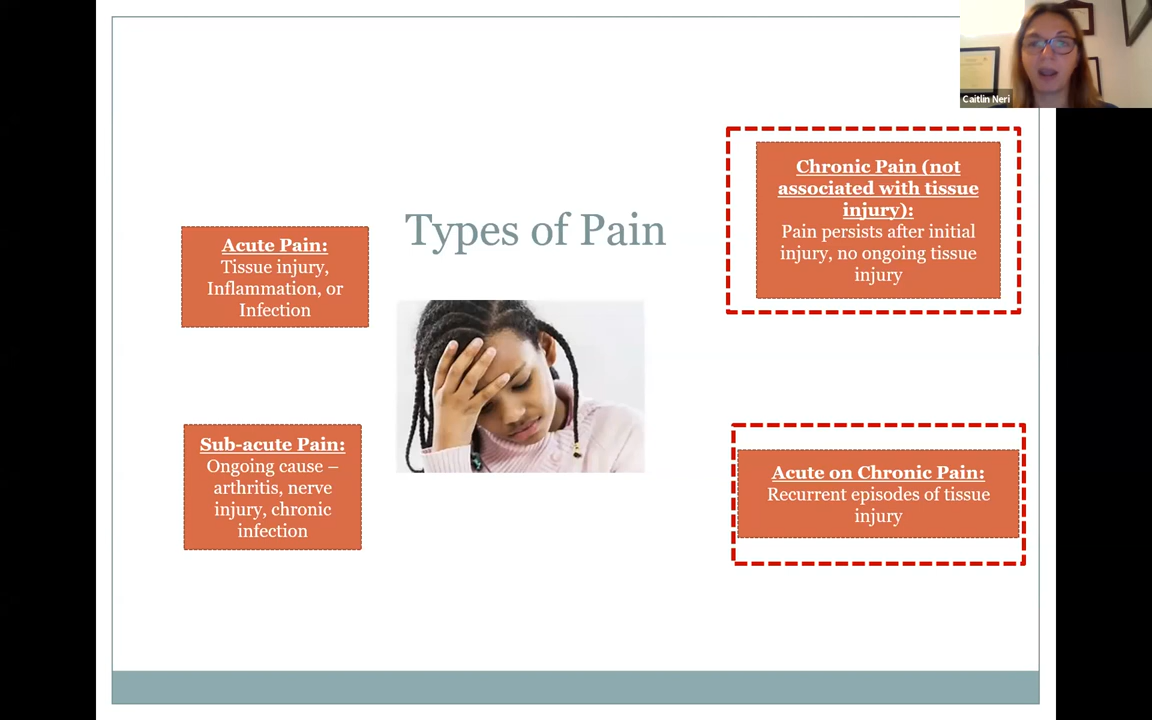 Caitlin Neri
Types of Pain
Acute Pain:
Tissue injury,
Inflammation, or
Infection
Sub-acute Pain:
Ongoing cause –
arthritis, nerve
injury, chronic
infection
Chronic Pain (not
associated with tissue
injury):
Pain persists after initial
injury, no ongoing tissue
injury
Acute on Chronic Pain:
Recurrent episodes of tissue
injury